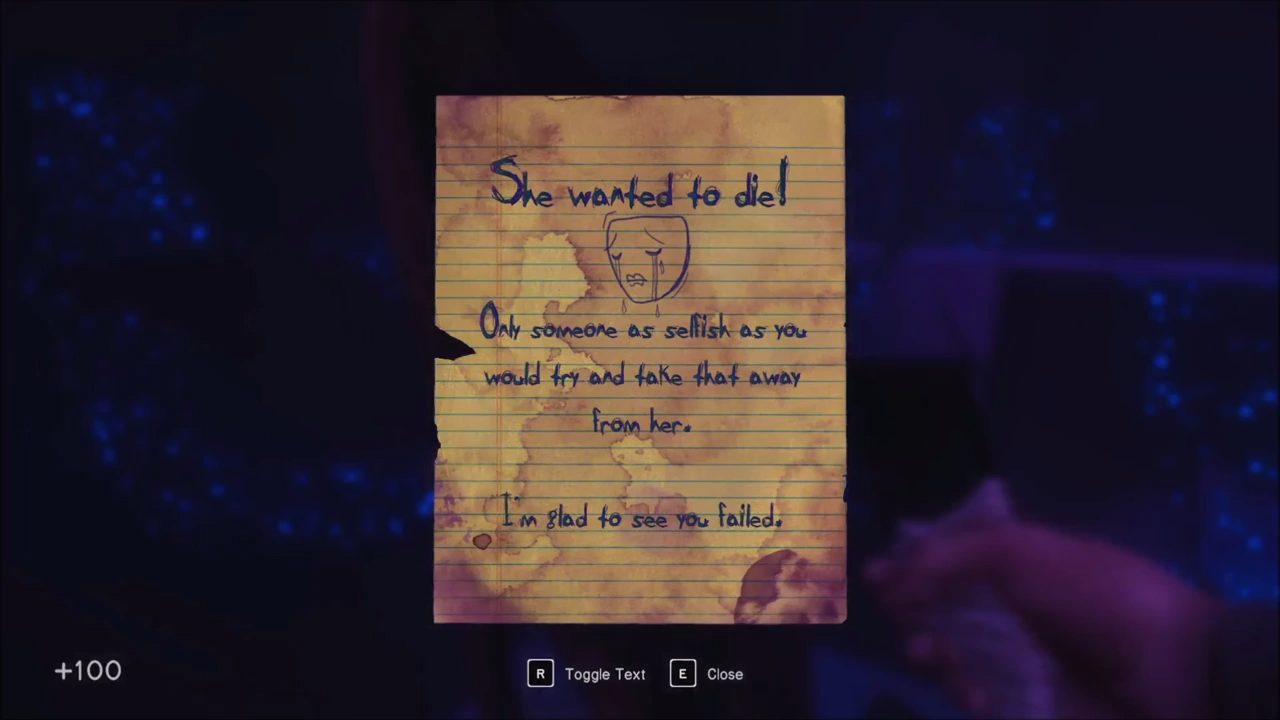 She wanted to die!
Only someone as selfish as you
would try and take that away
from her.
I'm glad to see you failed.
+100
R Toggle Text E Close